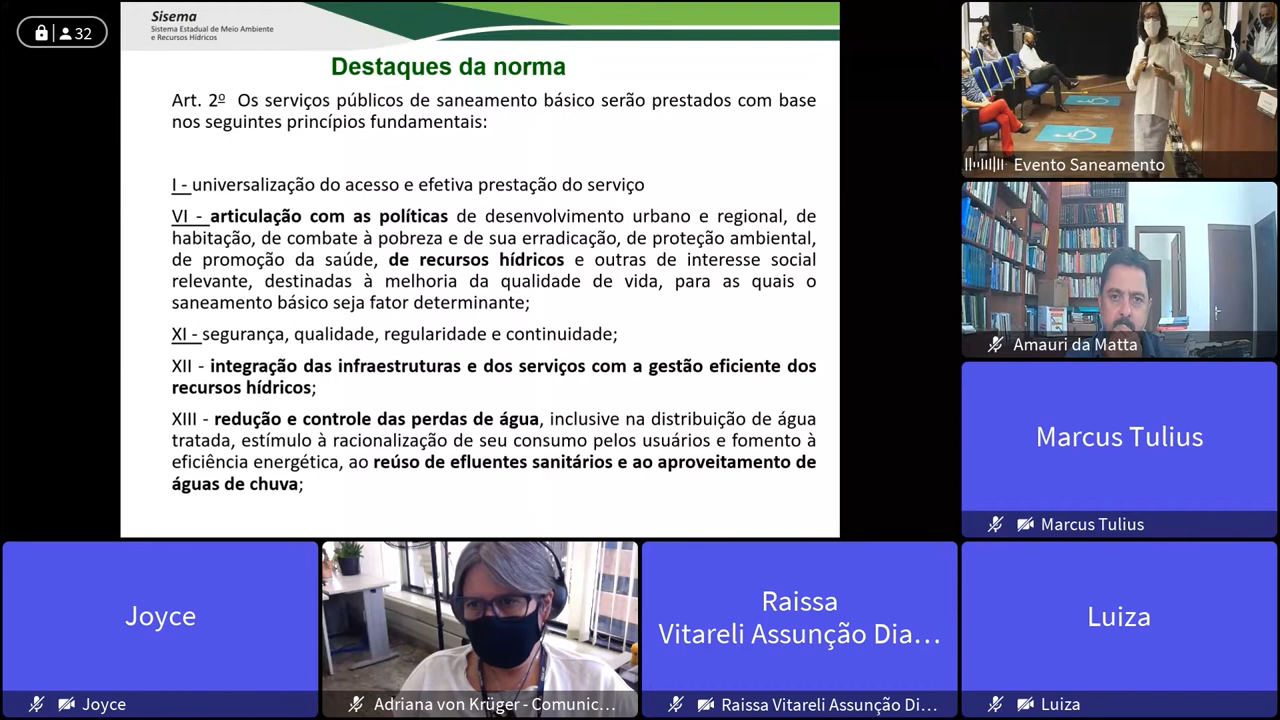 32
Sisema
Sistema Estadual de Meio Ambiente
e Recursos Hídricos
Destaques da norma
Art. 2º Os serviços públicos de saneamento básico serão prestados com base
nos seguintes princípios fundamentais:
I - universalização do acesso e efetiva prestação do serviço
VI - articulação com as políticas de desenvolvimento urbano e regional, de
habitação, de combate à pobreza e de sua erradicação, de proteção ambiental,
de promoção da saúde, de recursos hídricos e outras de interesse social
relevante, destinadas à melhoria da qualidade de vida, para as quais o
saneamento básico seja fator determinante;
XI - segurança, qualidade, regularidade e continuidade;
XII - integração das infraestruturas e dos serviços com a gestão eficiente dos
recursos hídricos;
XIII - redução e controle das perdas de água, inclusive na distribuição de água
tratada, estímulo à racionalização de seu consumo pelos usuários e fomento à
eficiência energética, ao reúso de efluentes sanitários e ao aproveitamento de
águas de chuva;
Evento Saneamento
Amauri da Matta
Marcus Tulius
Marcus Tulius
Joyce
Joyce
Adriana von Krüger - Comunic...
Raissa
Vitareli Assunção Dia...
Raissa Vitareli Assunção Di...
Luiza
Luiza